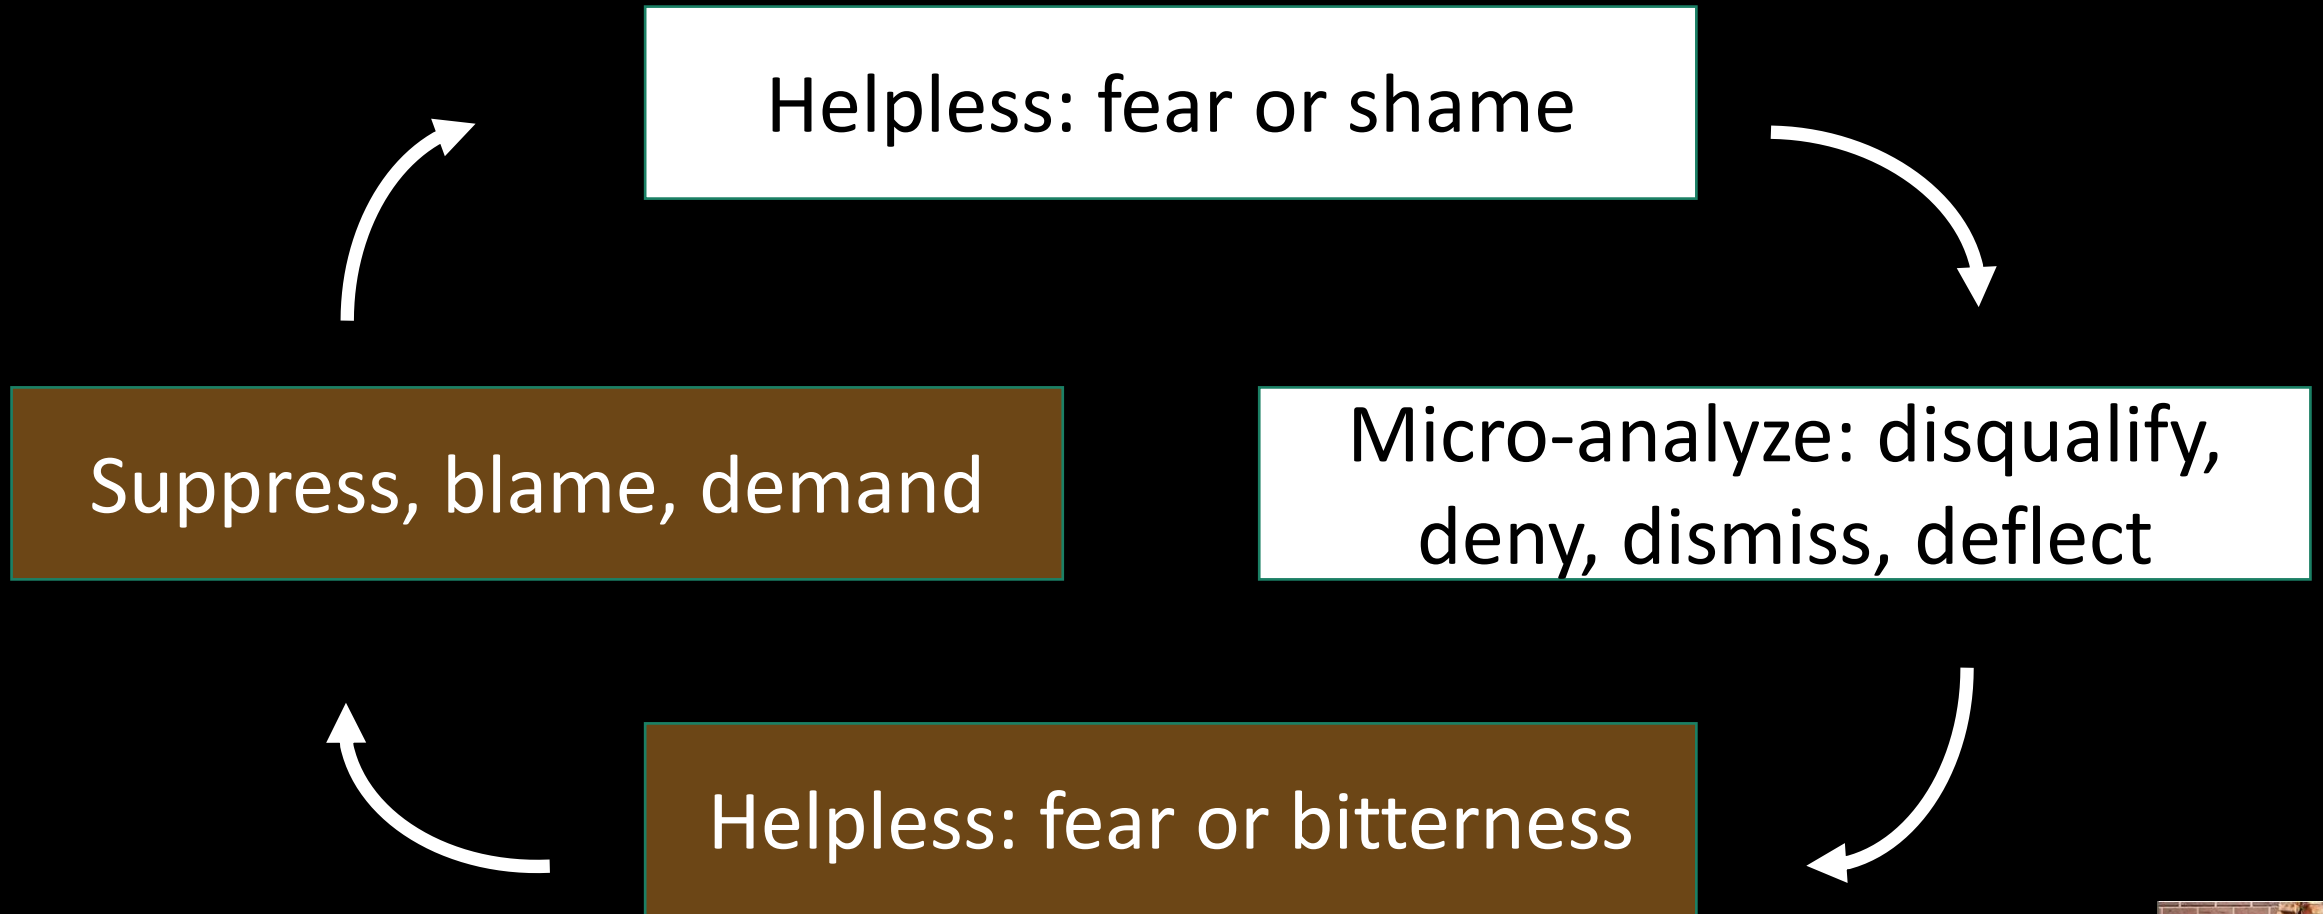 Helpless: fear or shame
Suppress, blame, demand
Micro-analyze: disqualify,
deny, dismiss, deflect
Helpless: fear or bitterness